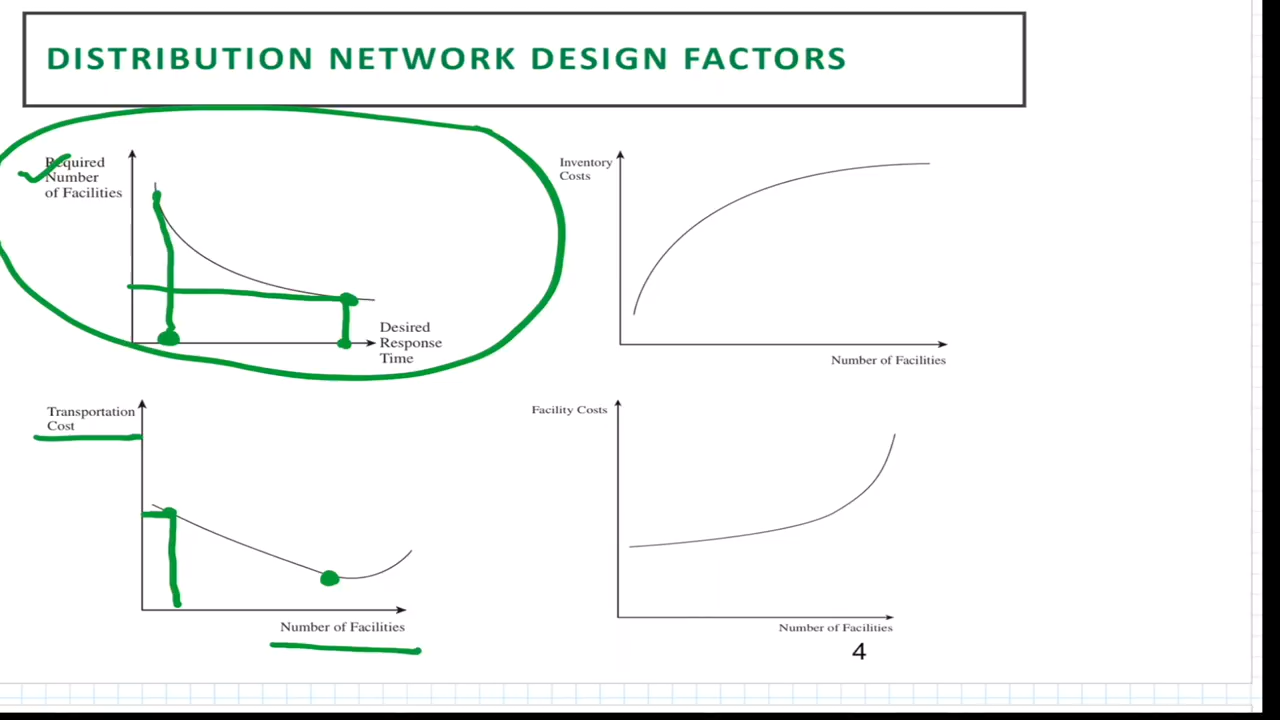 DISTRIBUTION NETWORK DESIGN FACTORS
Required
Number
of Facilities
Desired
Response
Time
Inventory
Costs
Number of Facilities
Transportation
Cost
Number of Facilities
Facility Costs
Number of Facilities
4